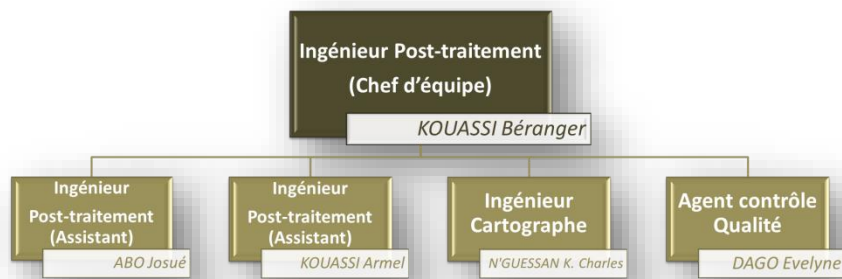 Ingénieur Post-traitement
(Chef d'équipe)
KOUASSI Béranger
Ingénieur
Post-traitement
(Assistant)
ABO Josué
Ingénieur
Post-traitement
(Assistant)
KOUASSI Armel
Ingénieur
Cartographe
N'GUESSAN K. Charles
Agent contrôle
Qualité
DAGO Evelyne